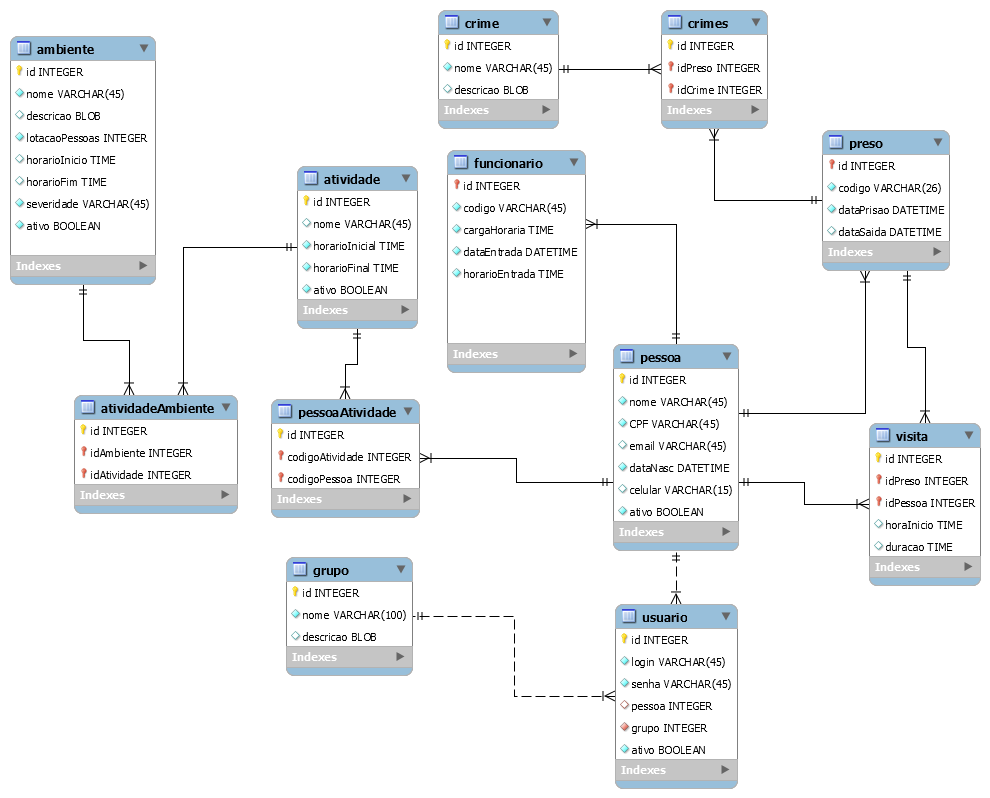 crime
id INTEGER
nome VARCHAR(45)
descricao BLOB
Indexes
crimes
id INTEGER
idPreso INTEGER
idCrime INTEGER
Indexes
ambiente
id INTEGER
nome VARCHAR(45)
descricao BLOB
lotacaoPessoas INTEGER
horarioInicio TIME
horarioFim TIME
severidade VARCHAR(45)
ativo BOOLEAN
Indexes
atividade
id INTEGER
nome VARCHAR(45)
horarioInicial TIME
horarioFinal TIME
ativo BOOLEAN
Indexes
funcionario
id INTEGER
codigo VARCHAR(45)
cargaHoraria TIME
dataEntrada DATETIME
horarioEntrada TIME
Indexes
preso
id INTEGER
codigo VARCHAR(26)
dataPrisao DATETIME
dataSaida DATETIME
Indexes
atividadeAmbiente
id INTEGER
idAmbiente INTEGER
idAtividade INTEGER
Indexes
pessoaAtividade
id INTEGER
codigoAtividade INTEGER
codigoPessoa INTEGER
Indexes
pessoa
id INTEGER
nome VARCHAR(45)
CPF VARCHAR(45)
email VARCHAR(45)
dataNasc DATETIME
celular VARCHAR(15)
ativo BOOLEAN
Indexes
visita
id INTEGER
idPreso INTEGER
idPessoa INTEGER
horaInicio TIME
duracao TIME
Indexes
grupo
id INTEGER
nome VARCHAR(100)
descricao BLOB
Indexes
usuario
id INTEGER
login VARCHAR(45)
senha VARCHAR(45)
pessoa INTEGER
grupo INTEGER
ativo BOOLEAN
Indexes